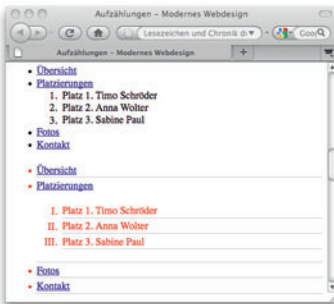 Aufzählungen – Modernes Webdesign
Lesezeichen und Chronik du
Goo
Aufzählungen – Modernes Webdesign
• Übersicht
• Platzierungen
1. Platz 1. Timo Schröder
2. Platz 2. Anna Wolter
3. Platz 3. Sabine Paul
• Fotos
• Kontakt
• Übersicht
• Platzierungen
I. Platz 1. Timo Schröder
II. Platz 2. Anna Wolter
III. Platz 3. Sabine Paul
• Fotos
• Kontakt